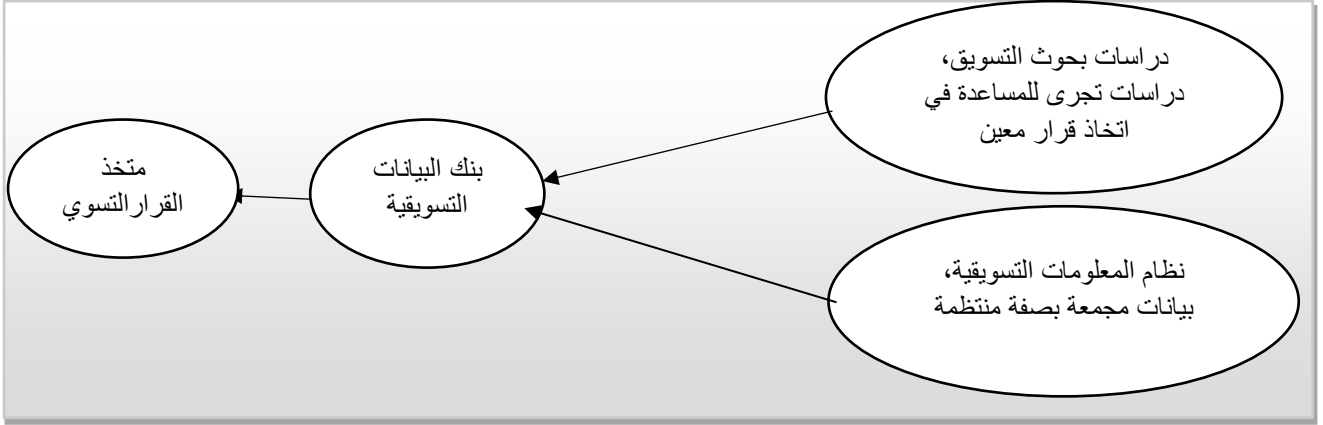 دراسات بحوث التسويق،
دراسات تجرى للمساعدة في
اتخاذ قرار معين
نظام المعلومات التسويقية،
بيانات مجمعة بصفة منتظمة
بنك البيانات
التسويقية
متخذ
القرارالتسوي